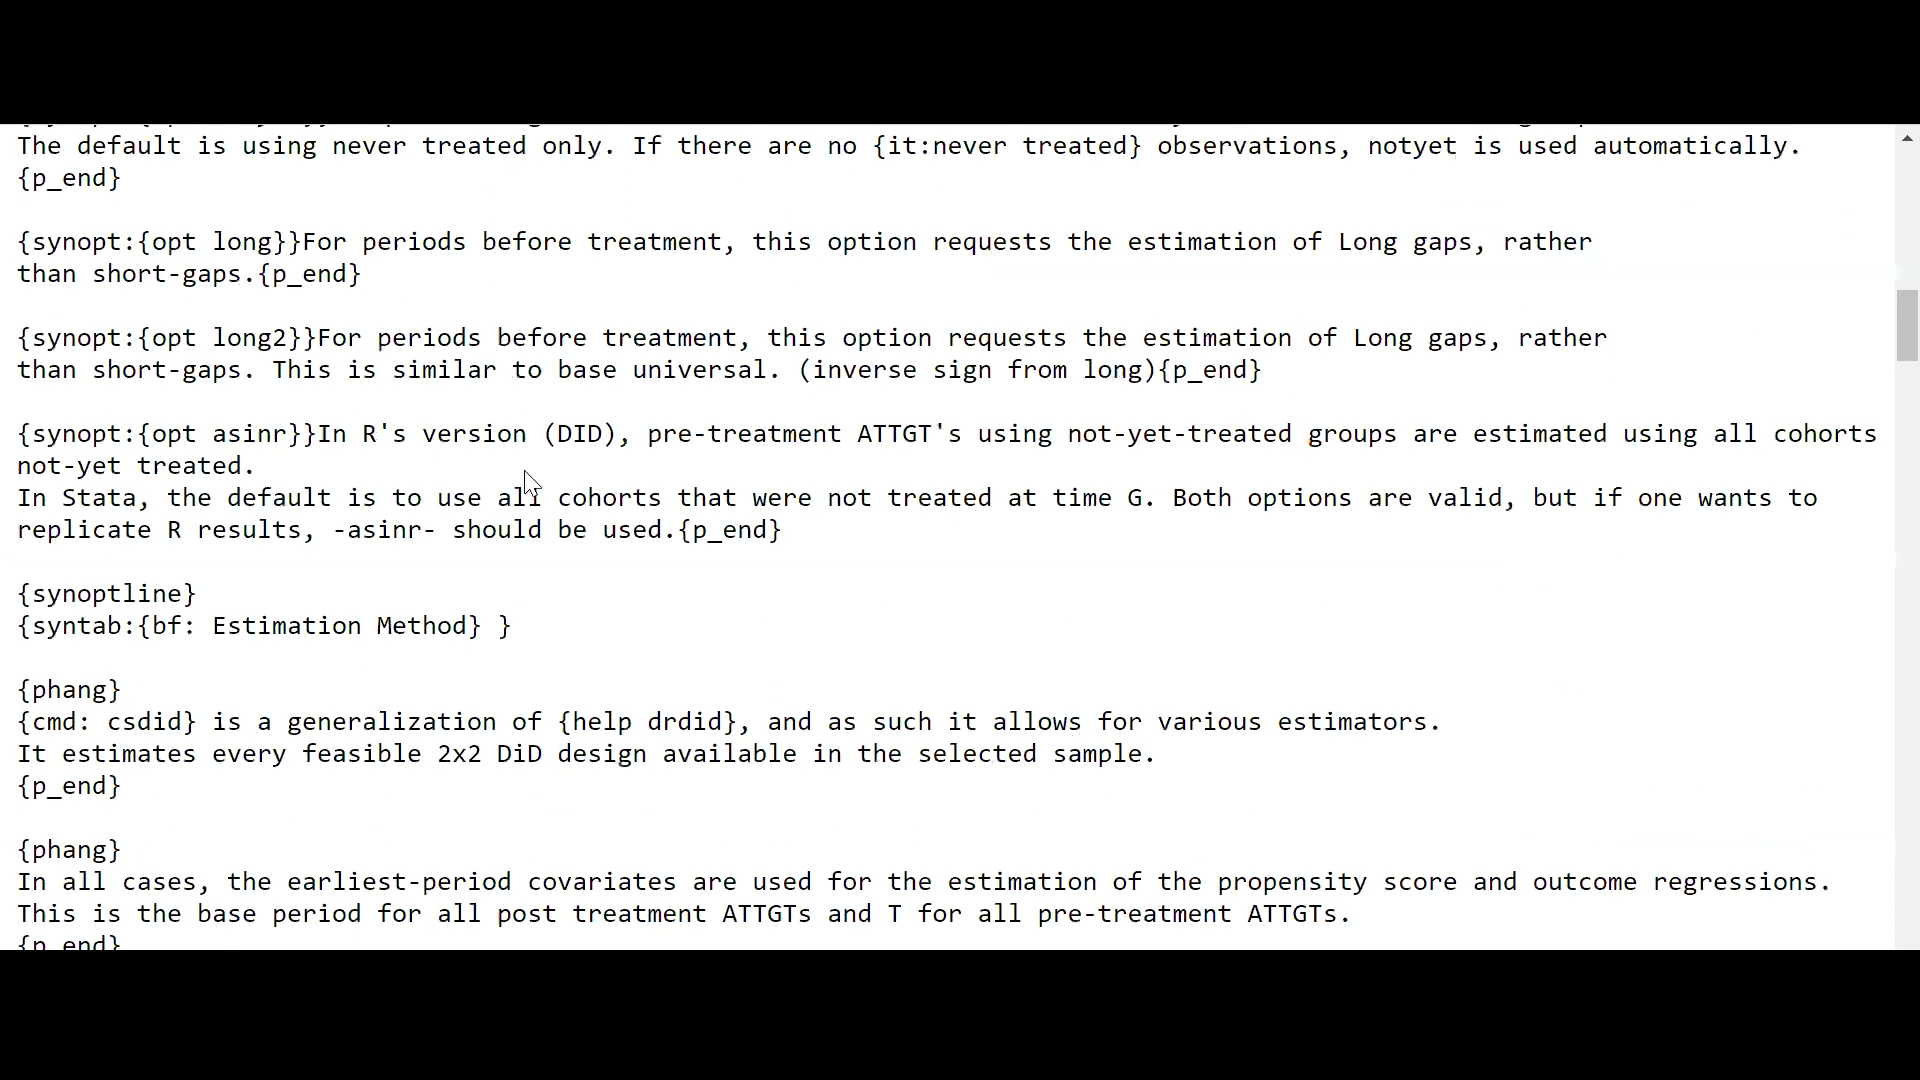 The default is using never treated only. If there are no {it:never treated} observations, notyet is used automatically.
{p_end}
{synopt:{opt long}}For periods before treatment, this option requests the estimation of Long gaps, rather
than short-gaps.{p_end}
{synopt:{opt long2}}For periods before treatment, this option requests the estimation of Long gaps, rather
than short-gaps. This is similar to base universal. (inverse sign from long){p_end}
{synopt:{opt asinr}}In R's version (DID), pre-treatment ATTGT's using not-yet-treated groups are estimated using all cohorts
not-yet treated.
In Stata, the default is to use all cohorts that were not treated at time G. Both options are valid, but if one wants to
replicate R results, -asinr- should be used.{p_end}
{synoptline}
{syntab:{bf: Estimation Method} }
{phang}
{cmd: csdid} is a generalization of {help drdid}, and as such it allows for various estimators.
It estimates every feasible 2x2 DiD design available in the selected sample.
{p_end}
{phang}
In all cases, the earliest-period covariates are used for the estimation of the propensity score and outcome regressions.
This is the base period for all post treatment ATTGTs and T for all pre-treatment ATTGTs.
{p_end}